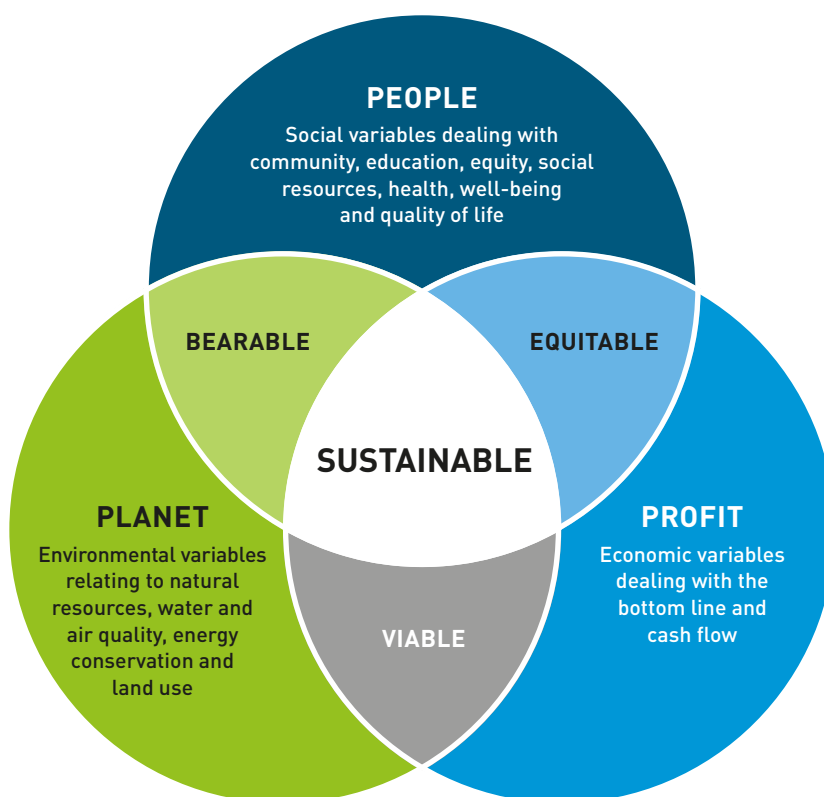 PEOPLE
Social variables dealing with
community, education, equity, social
resources, health, well-being
and quality of life
BEARABLE
EQUITABLE
SUSTAINABLE
PLANET
Environmental variables
relating to natural
resources, water and
air quality, energy
conservation and
land use
PROFIT
Economic variables
dealing with the
bottom line and
cash flow
VIABLE